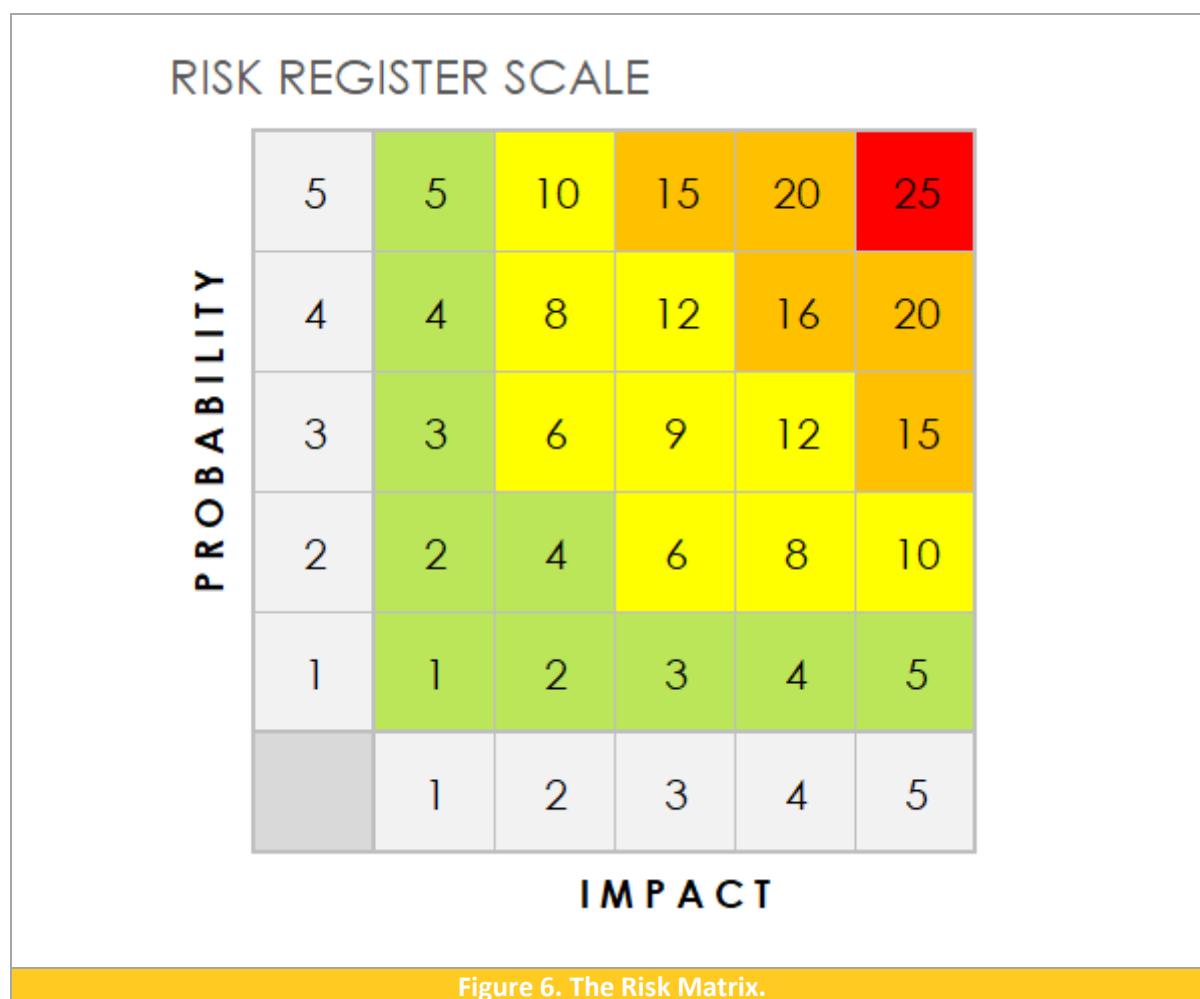 RISK REGISTER SCALE
PROBABILITY
5 5 10 15 20 25
4 4 8 12 16 20
3 3 6 9 12 15
2 2 4 6 8 10
1 1 2 3 4 5
1 2 3 4 5
IMPACT
Figure 6. The Risk Matrix.